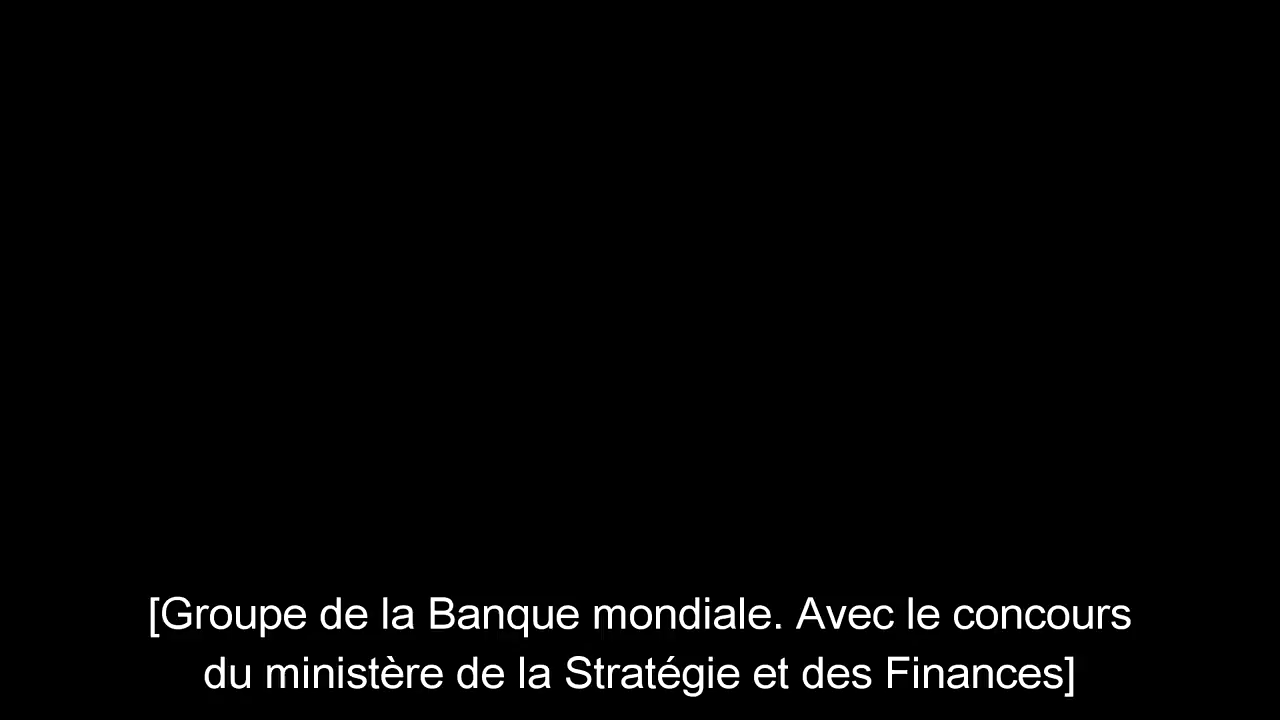 [Groupe de la Banque mondiale. Avec le concours
du ministère de la Stratégie et des Finances]